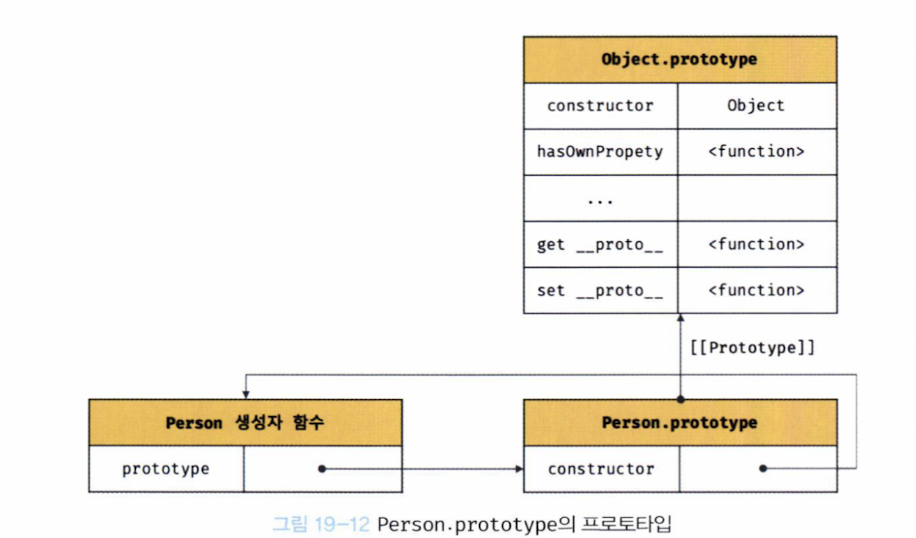 Object.prototype
constructor Object
hasOwnPropety <function>
...
get __proto__ <function>
set __proto__ <function>
[[Prototype]]
Person 생성자 함수
prototype
Person.prototype
constructor
그림 19-12 Person.prototype의 프로토타입